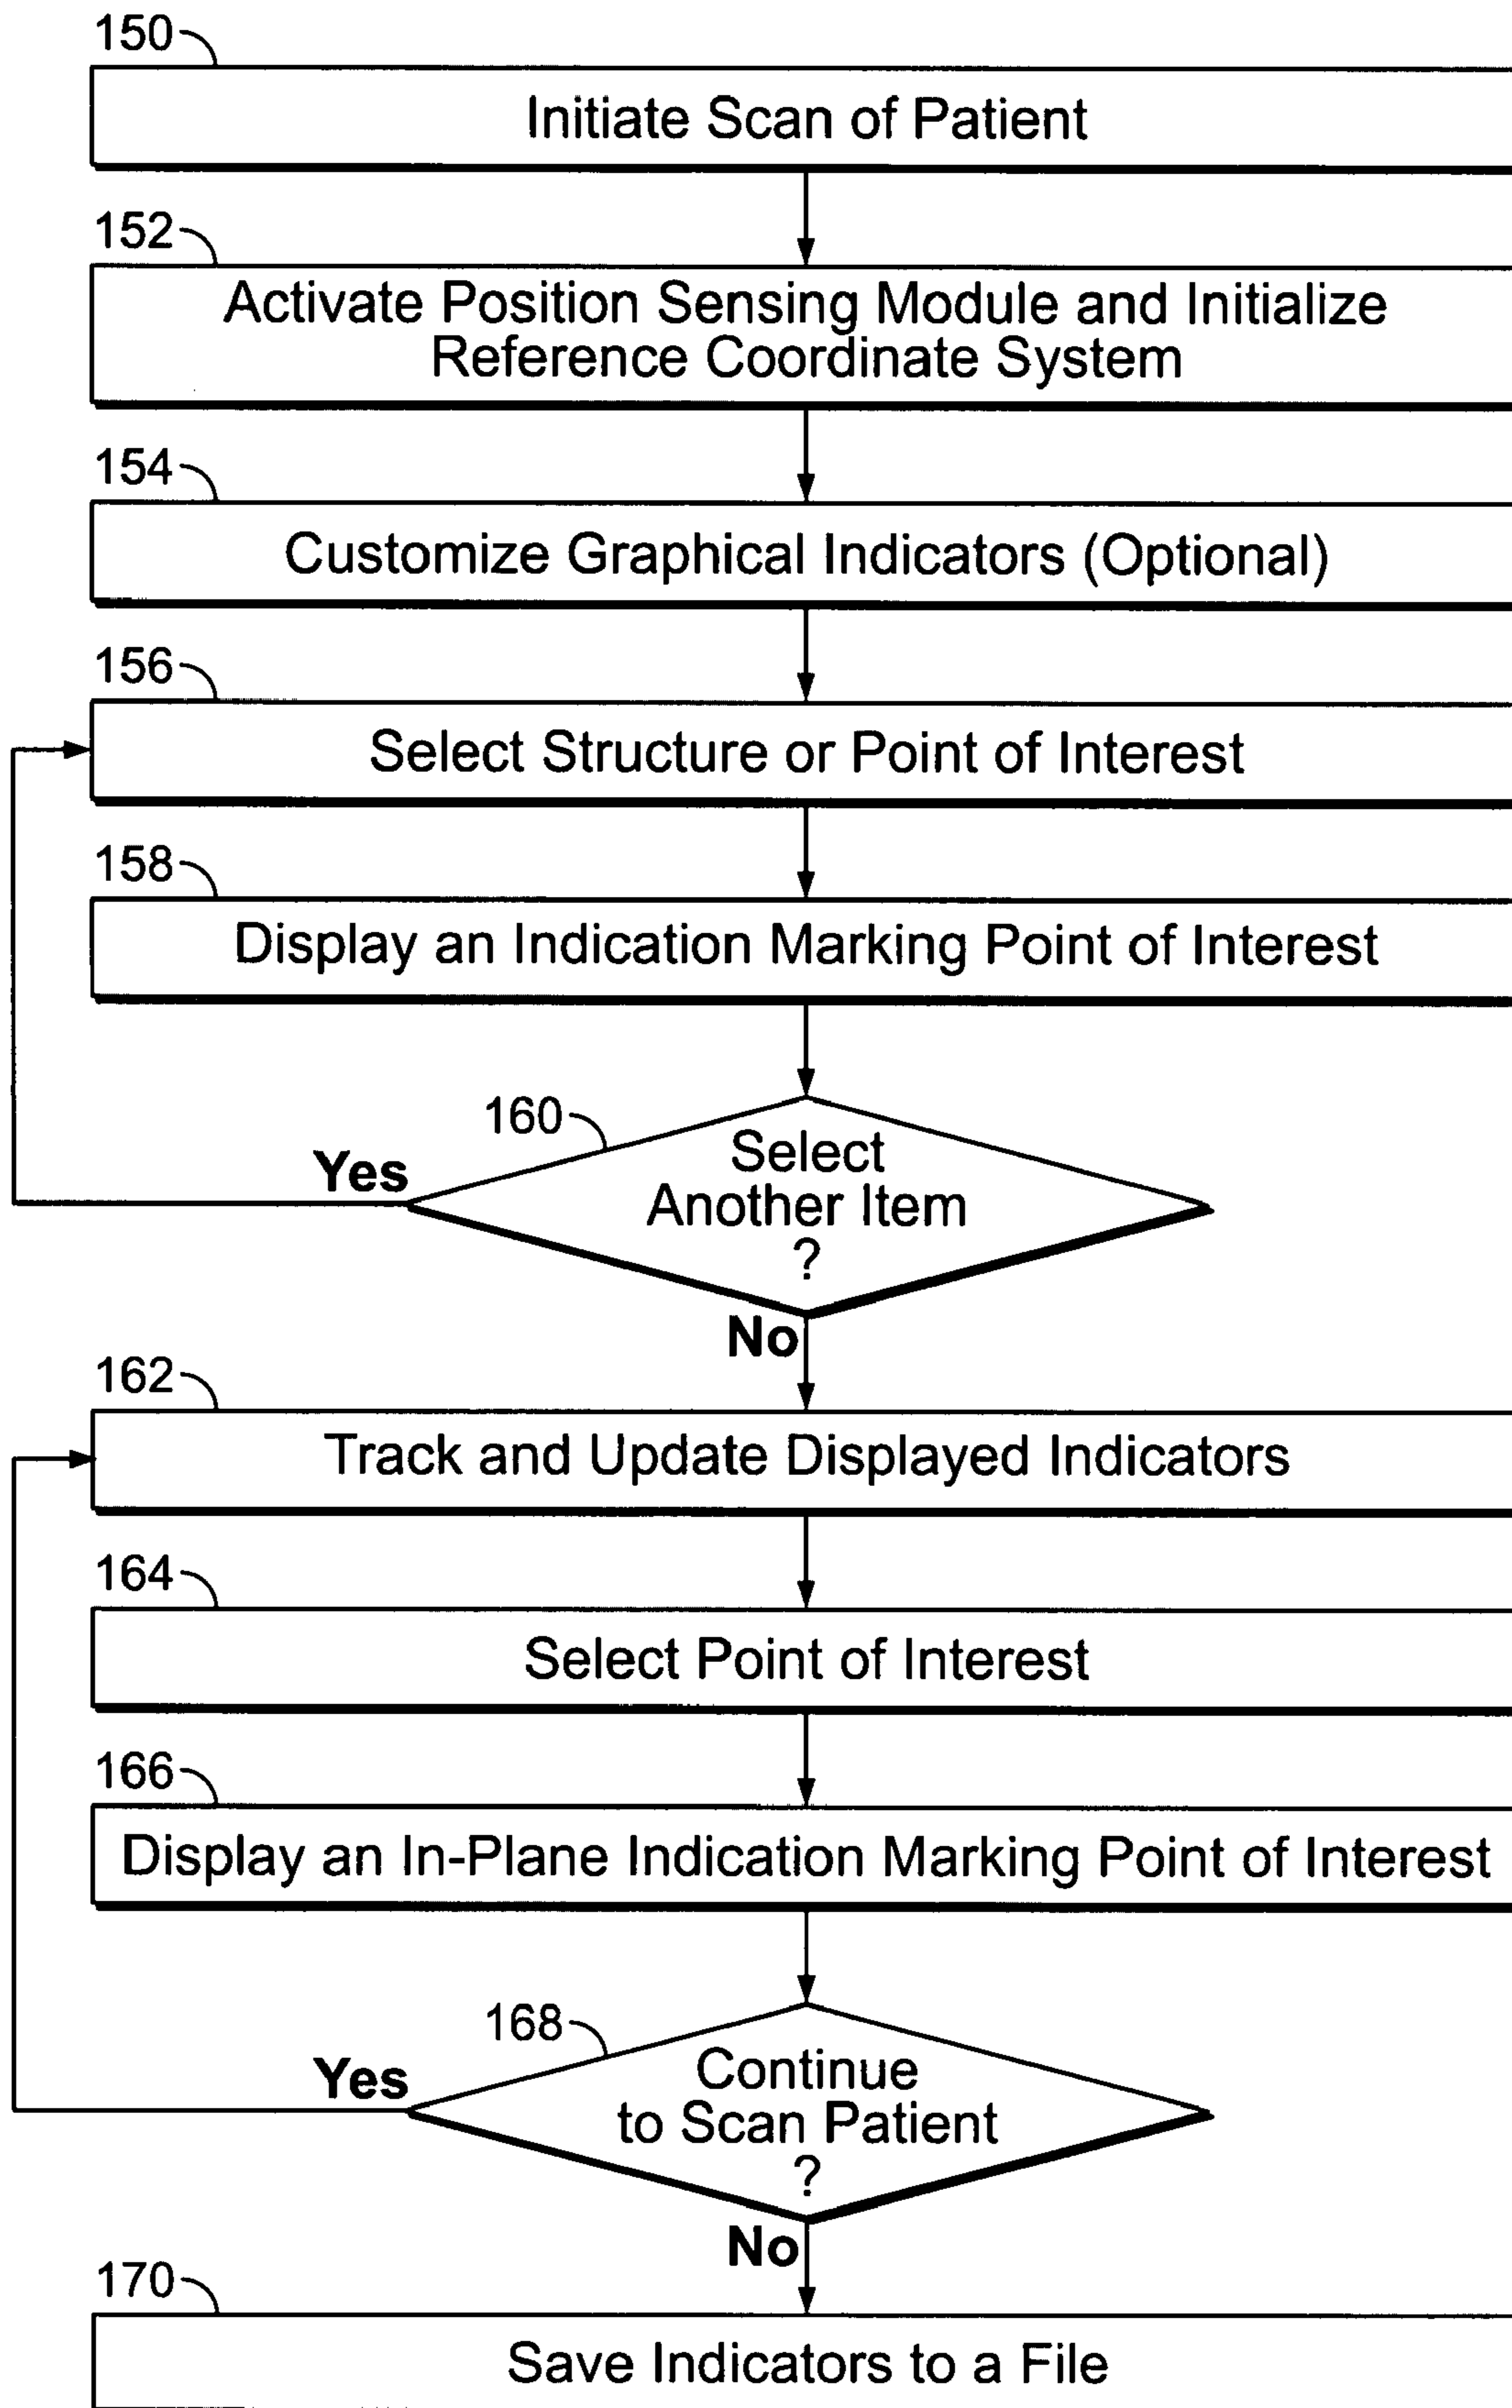 150
Initiate Scan of Patient
152
Activate Position Sensing Module and Initialize
Reference Coordinate System
154
Customize Graphical Indicators (Optional)
156
Select Structure or Point of Interest
158
Display an Indication Marking Point of Interest
160
Select
Another Item
?
Yes
No
162
Track and Update Displayed Indicators
164
Select Point of Interest
166
Display an In-Plane Indication Marking Point of Interest
168
Continue
to Scan Patient
?
Yes
No
170
Save Indicators to a File